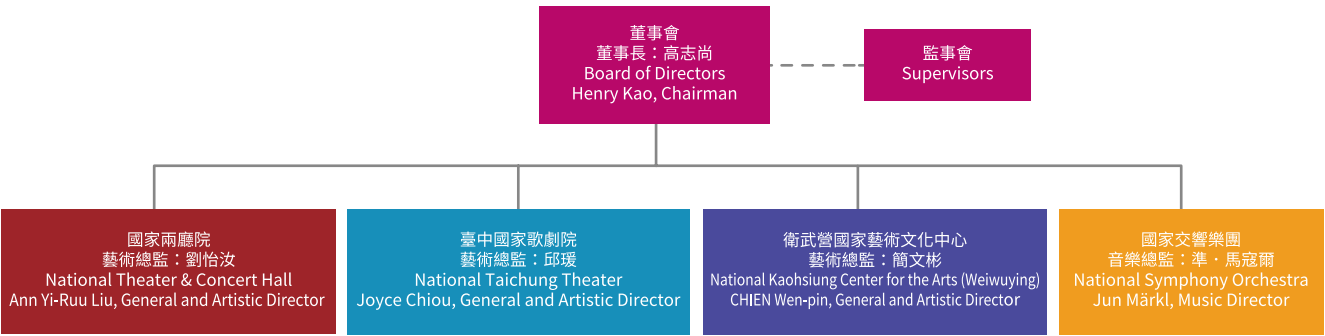 董事會
董事長：高志尚
Board of Directors
Henry Kao, Chairman
監事會
Supervisors
國家兩廳院
藝術總監：劉怡汝
National Theater & Concert Hall
Ann Yi-Ruu Liu, General and Artistic Director
臺中國家歌劇院
藝術總監：邱瑗
National Taichung Theater
Joyce Chiou, General and Artistic Director
衛武營國家藝術文化中心
藝術總監：簡文彬
National Kaohsiung Center for the Arts (Weiwuying)
CHIEN Wen-pin, General and Artistic Director
國家交響樂團
音樂總監：準・馬寇爾
National Symphony Orchestra
Jun Märkl, Music Director